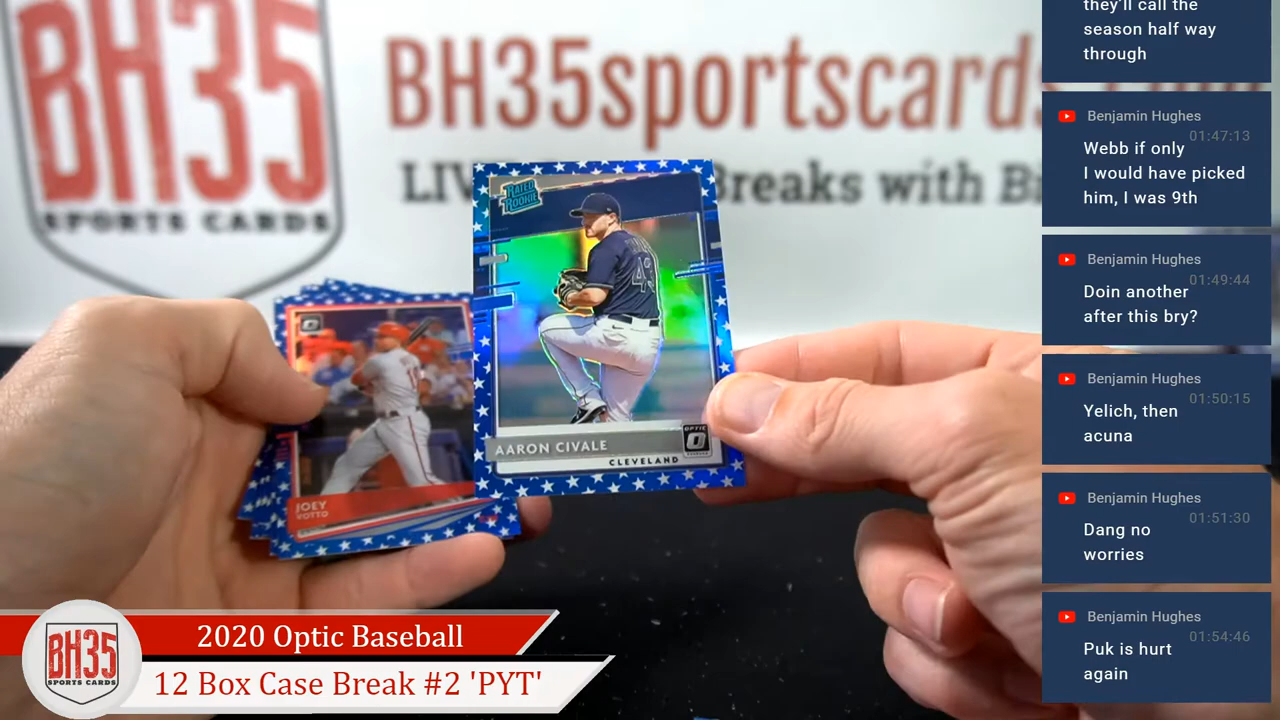 BH35
SPORTS CARDS
BH35sportscards
Breaks with
RATED
ROOKIE
43
AARON CIVALE
CLEVELAND
OPTIC
JOEY
VOTTO
BH35
SPORTS CARDS
2020 Optic Baseball
12 Box Case Break #2 'PYT'
they'll call the
season half way
through
Benjamin Hughes
01:47:13
Webb if only
I would have picked
him, I was 9th
Benjamin Hughes
01:49:44
Doin another
after this bry?
Benjamin Hughes
01:50:15
Yelich, then
acuna
Benjamin Hughes
01:51:30
Dang no
worries
Benjamin Hughes
01:54:46
Puk is hurt
again